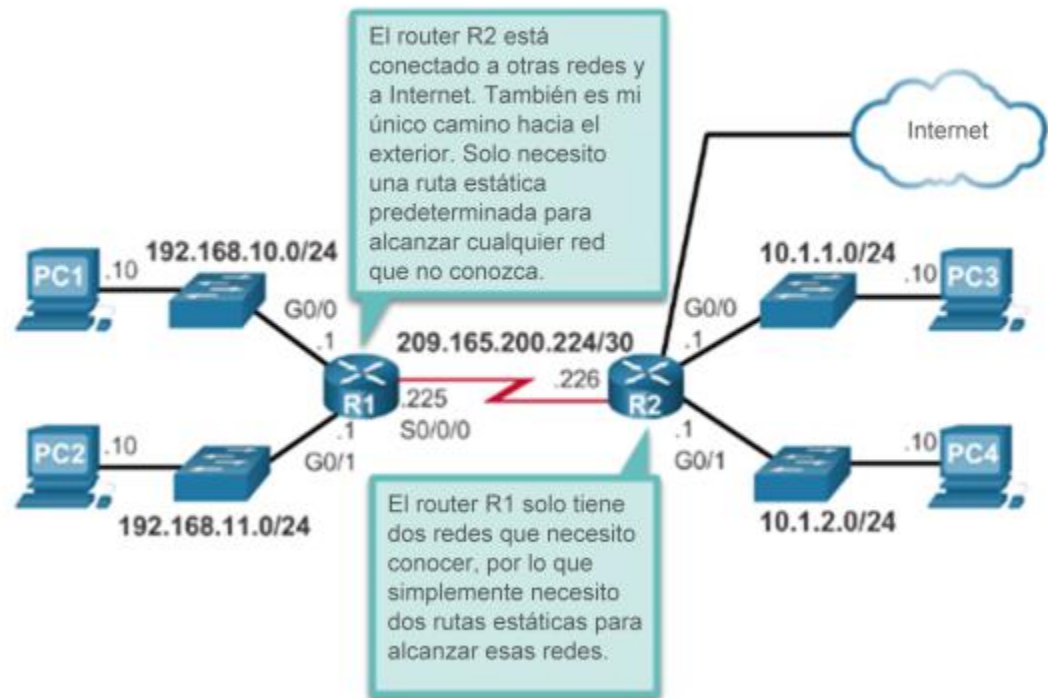 El router R2 está
conectado a otras redes y
a Internet. También es mi
único camino hacia el
exterior. Solo necesito
una ruta estática
predeterminada para
alcanzar cualquier red
que no conozca.
Internet
192.168.10.0/24
10.1.1.0/24
PC1
.10
.10
PC3
G0/0
G0/0
.1
209.165.200.224/30
.1
R1
.225
.226
R2
S0/0/0
PC2
.10
.1
G0/1
.1
G0/1
.10
PC4
192.168.11.0/24
10.1.2.0/24
El router R1 solo tiene
dos redes que necesito
conocer, por lo que
simplemente necesito
dos rutas estáticas para
alcanzar esas redes.